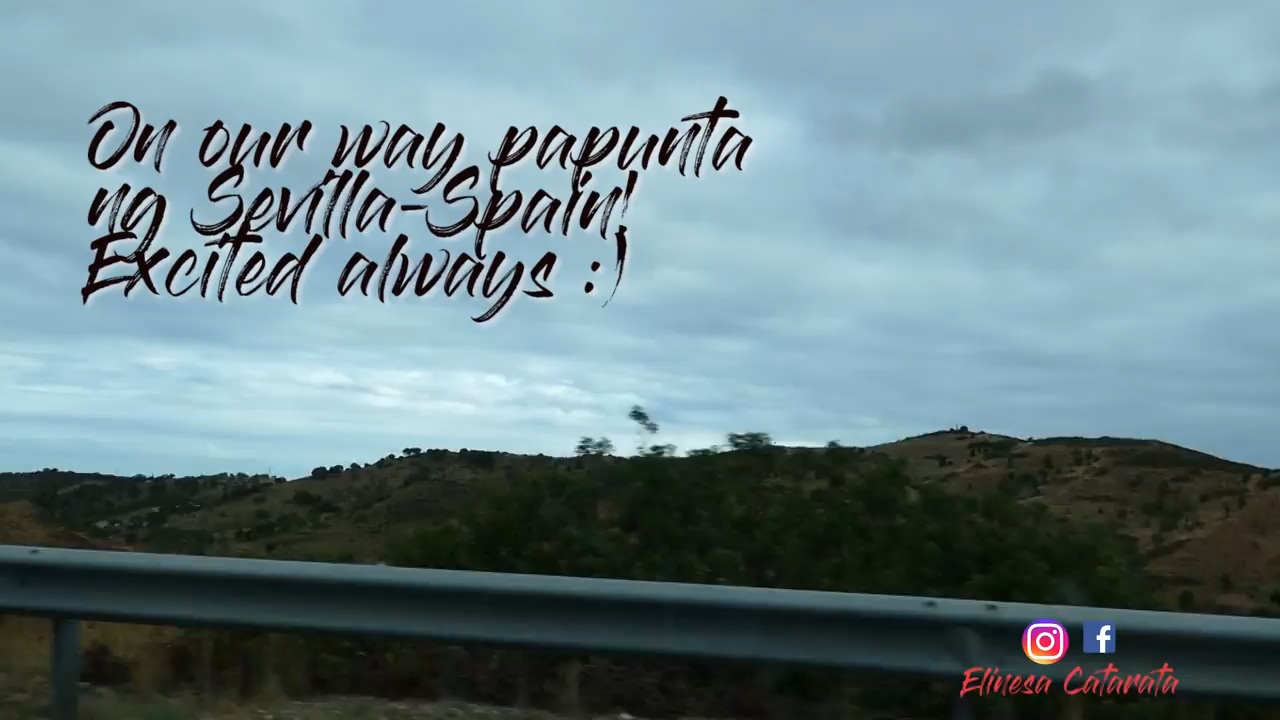 On our way papunta
ng Sevilla-Spain!
Excited always :)
Elinesa Catarata